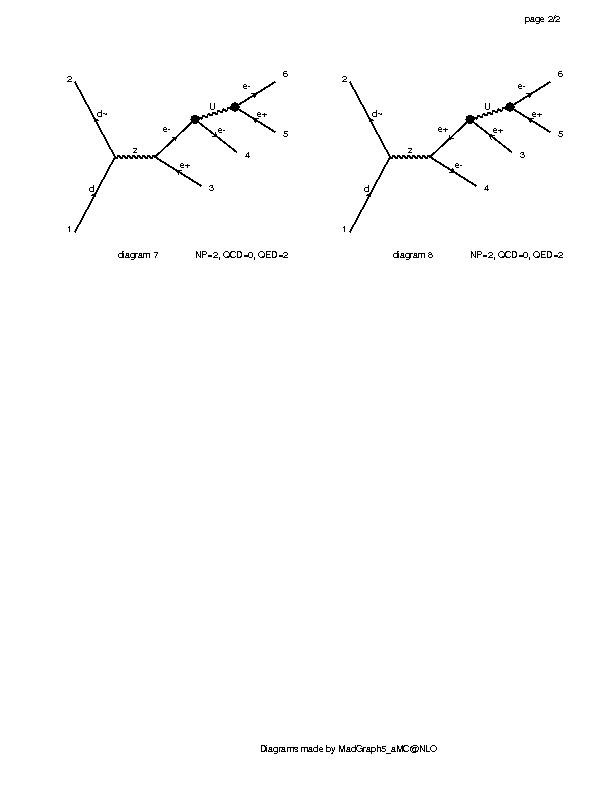 page 2/2
2 6 2 6
e- e-
d~ U d~ U
e+ e+
e- e- 5 e+ e+ 5
z 4 z 3
e+ e-
d 3 d 4
1 1
diagram 7 NP=2, QCD=0, QED=2 diagram 8 NP=2, QCD=0, QED=2
Diagrams made by MadGraph5_aMC@NLO